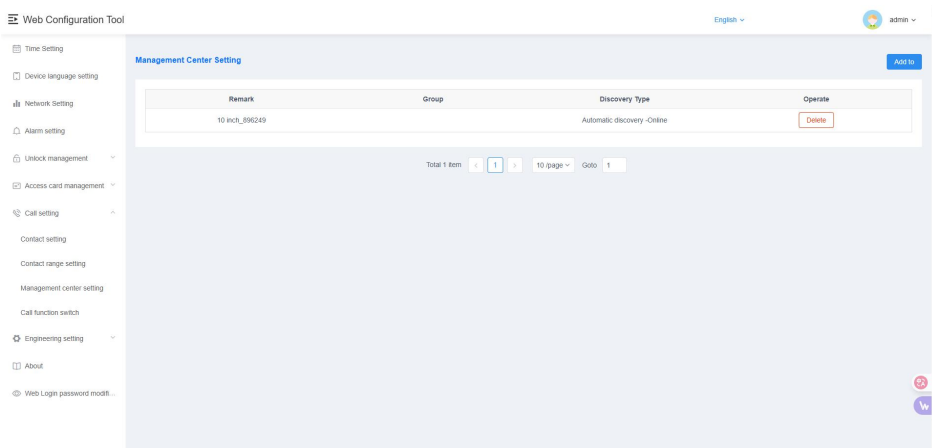 Web Configuration Tool
English
admin
Time Setting
Device language setting
Network Setting
Alarm setting
Unlock management
Access card management
Call setting
Contact setting
Contact range setting
Management center setting
Call function switch
Engineering setting
About
Web Login password modifi...
Management Center Setting
Add to
Remark Group Discovery Type Operate
10 inch_896249 Automatic discovery -Online Delete
Total 1 item < 1 > 10 /page Goto 1